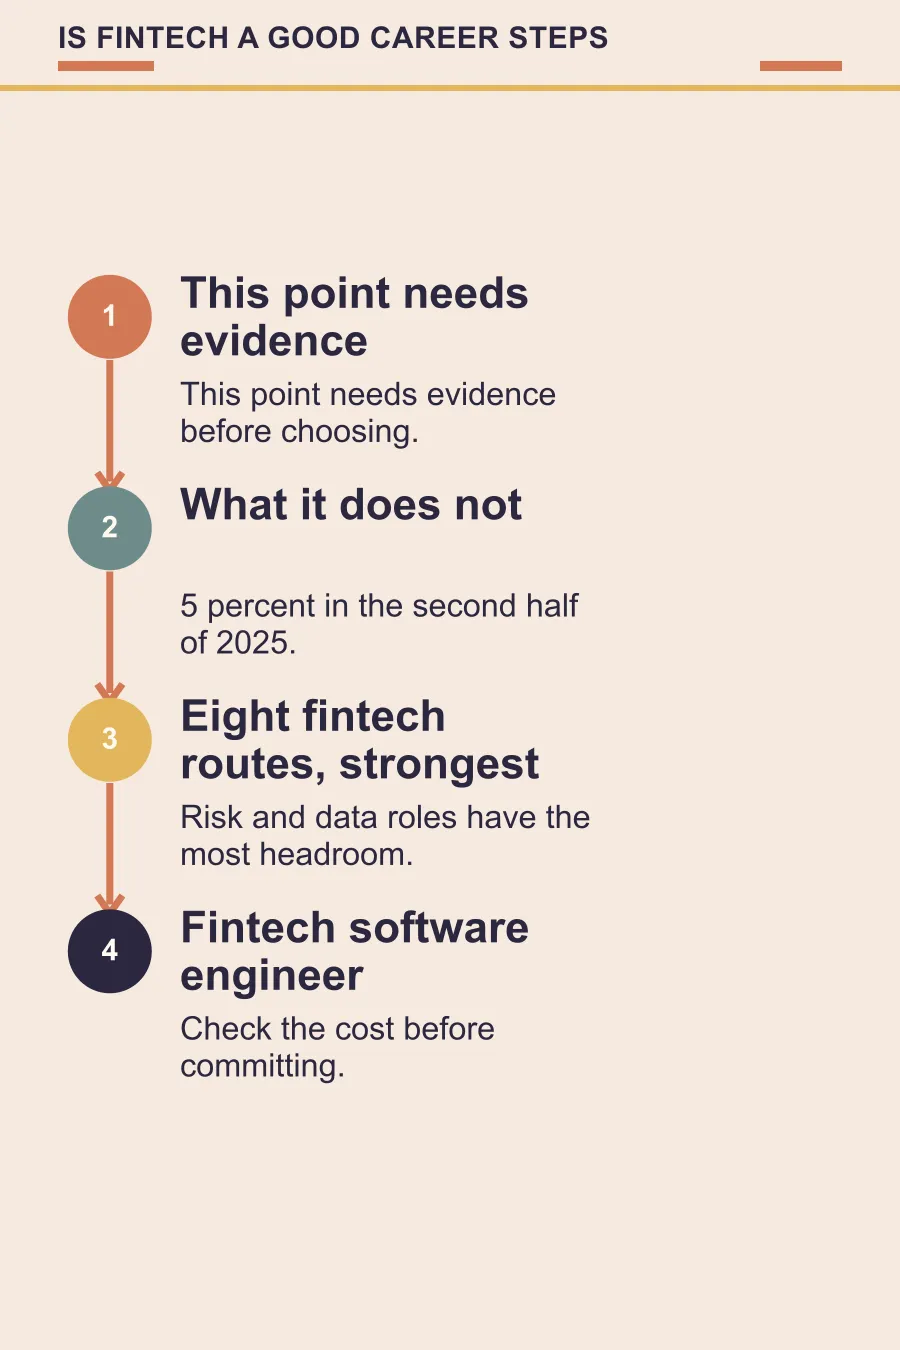 IS FINTECH A GOOD CAREER STEPS
1
This point needs
evidence
This point needs evidence
before choosing.
2
What it does not
5 percent in the second half
of 2025.
3
Eight fintech
routes, strongest
Risk and data roles have the
most headroom.
4
Fintech software
engineer
Check the cost before
committing.